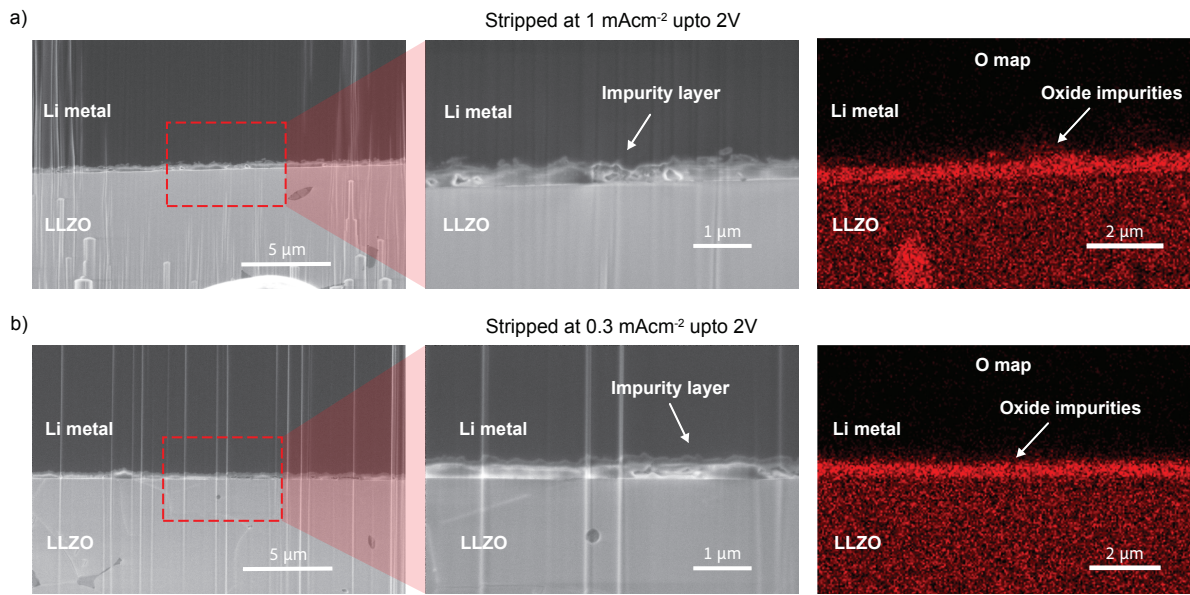 a)
Stripped at 1 mAcm⁻² upto 2V
Li metal
LLZO
5 µm
Impurity layer
Li metal
LLZO
1 µm
O map
Oxide impurities
Li metal
LLZO
2 µm
b)
Stripped at 0.3 mAcm⁻² upto 2V
Li metal
LLZO
5 µm
Impurity layer
Li metal
LLZO
1 µm
O map
Oxide impurities
Li metal
LLZO
2 µm